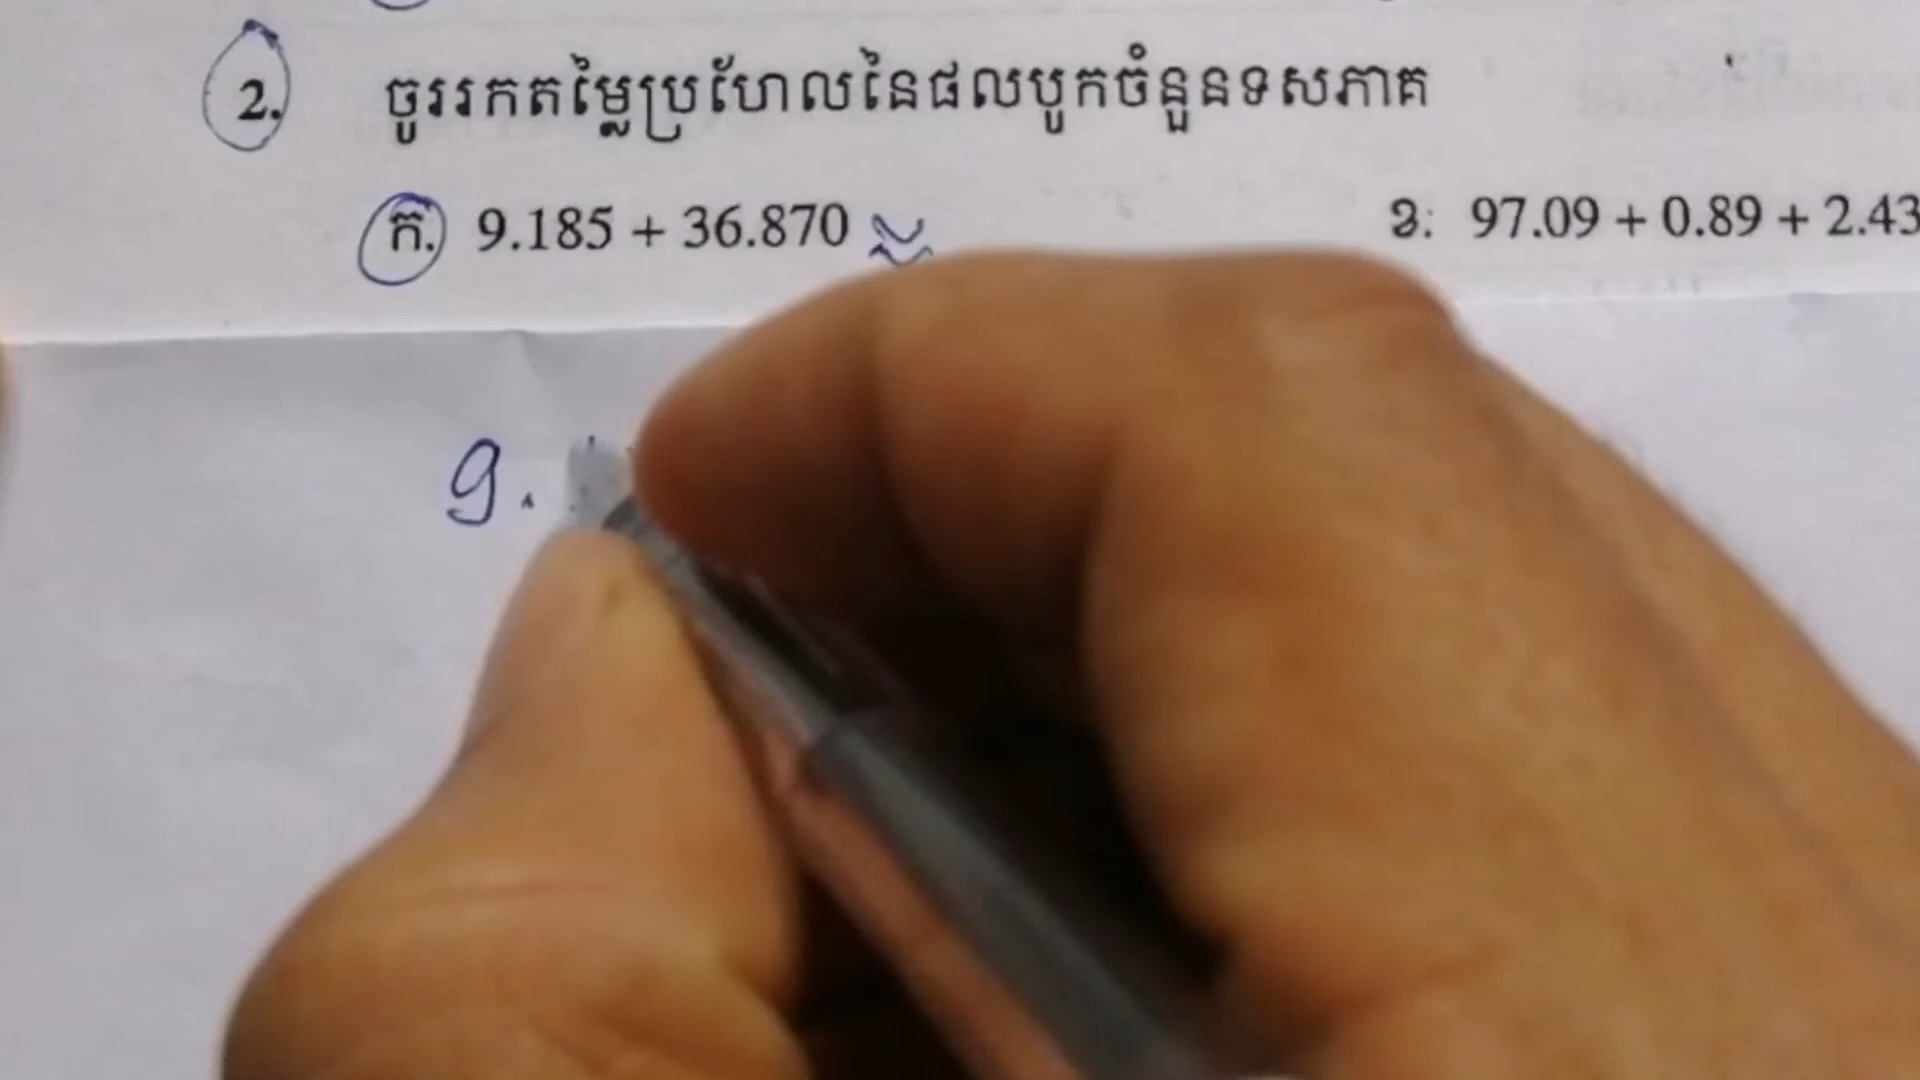 2. ចូររកតម្លៃប្រហែលនៃផលបូកចំនួនទសភាគ
ក. 9.185 + 36.870 ≈
ខ: 97.09 + 0.89 + 2.43
9.